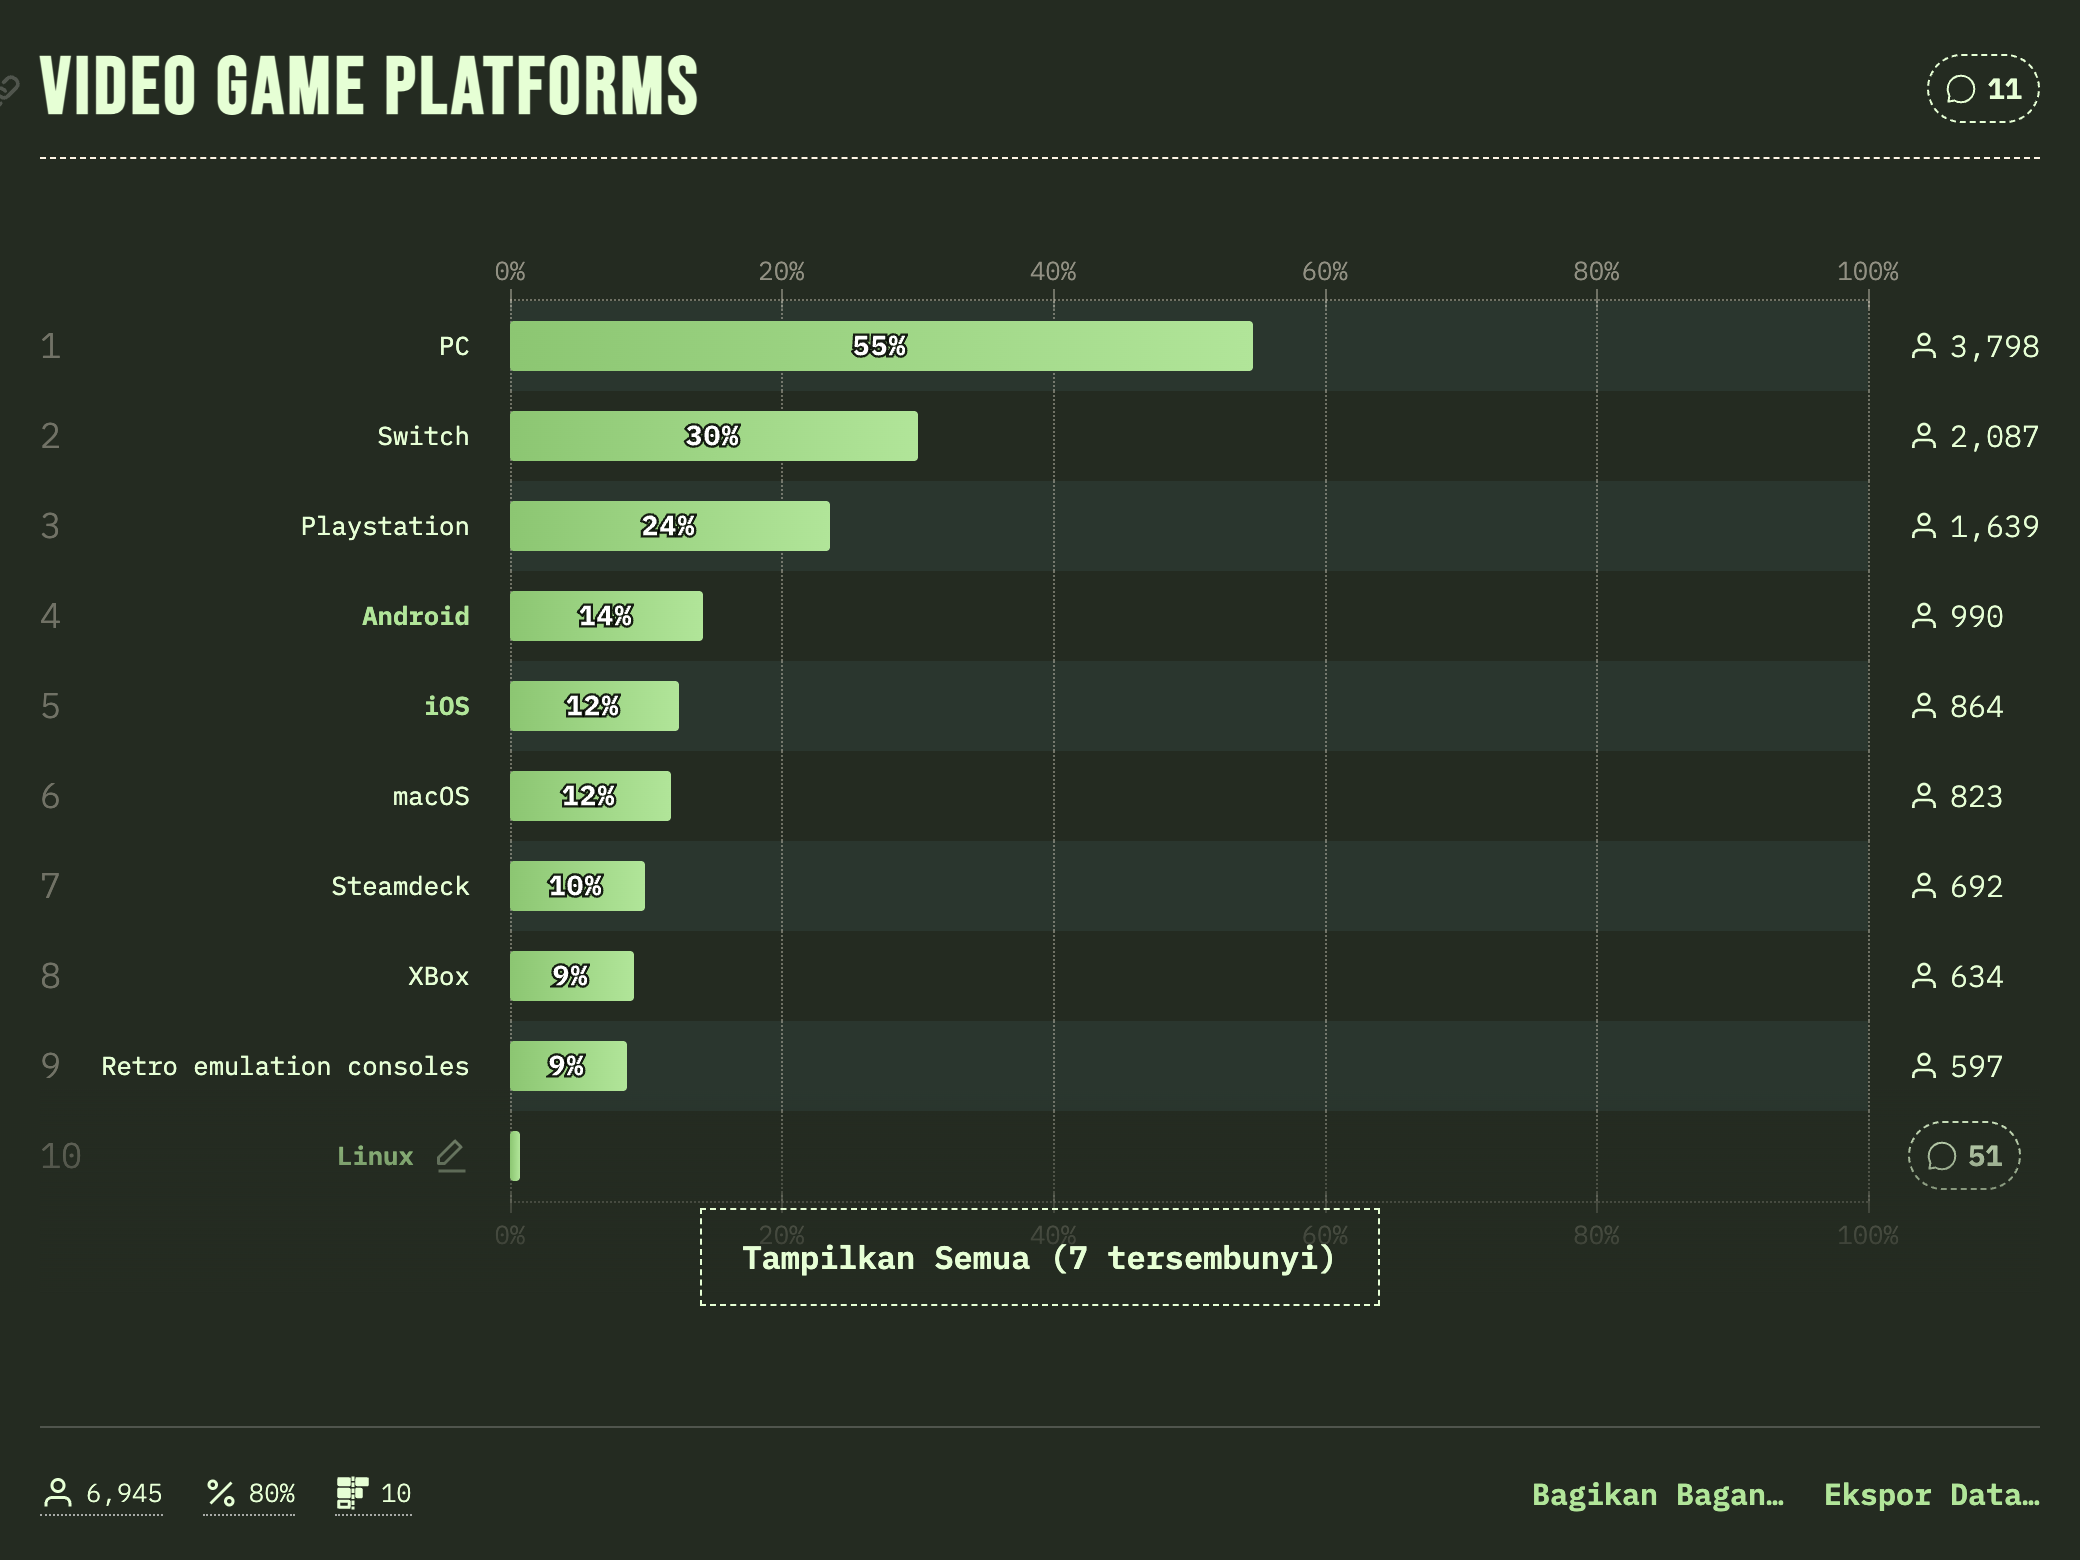 VIDEO GAME PLATFORMS
11
0% 20% 40% 60% 80% 100%
1 PC 55% 3,798
2 Switch 30% 2,087
3 Playstation 24% 1,639
4 Android 14% 990
5 iOS 12% 864
6 macOS 12% 823
7 Steamdeck 10% 692
8 XBox 9% 634
9 Retro emulation consoles 9% 597
10 Linux 51
0% 20% 40% 60% 80% 100%
Tampilkan Semua (7 tersembunyi)
6,945 80% 10 Bagikan Bagan… Ekspor Data…